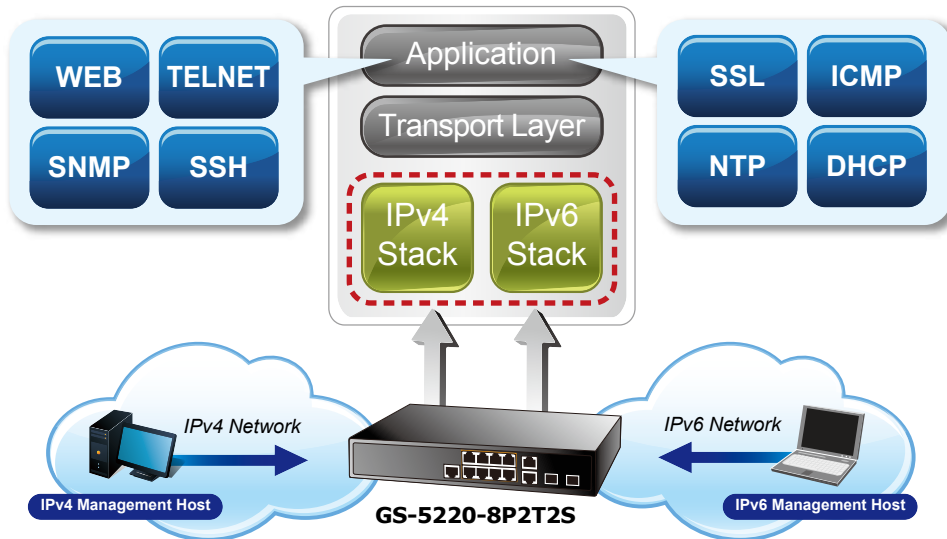 WEB
TELNET
SNMP
SSH
Application
Transport Layer
IPv4
Stack
IPv6
Stack
SSL
ICMP
NTP
DHCP
IPv4 Network
IPv4 Management Host
GS-5220-8P2T2S
IPv6 Network
IPv6 Management Host